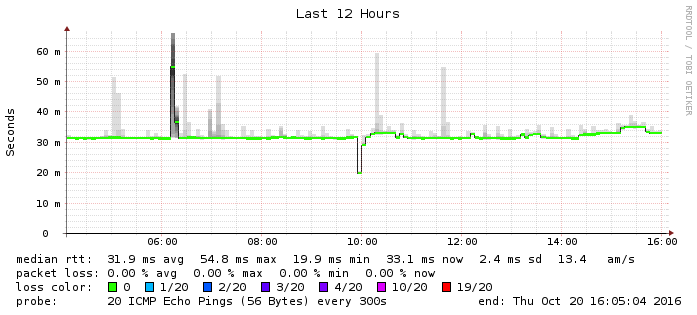 Last 12 Hours
RRDTOOL / TOBI OETIKER
Seconds
60 m
50 m
40 m
30 m
20 m
10 m
0
06:00 08:00 10:00 12:00 14:00 16:00
median rtt: 31.9 ms avg 54.8 ms max 19.9 ms min 33.1 ms now 2.4 ms sd 13.4 am/s
packet loss: 0.00 % avg 0.00 % max 0.00 % min 0.00 % now
loss color: 0 1/20 2/20 3/20 4/20 10/20 19/20
probe: 20 ICMP Echo Pings (56 Bytes) every 300s end: Thu Oct 20 16:05:04 2016